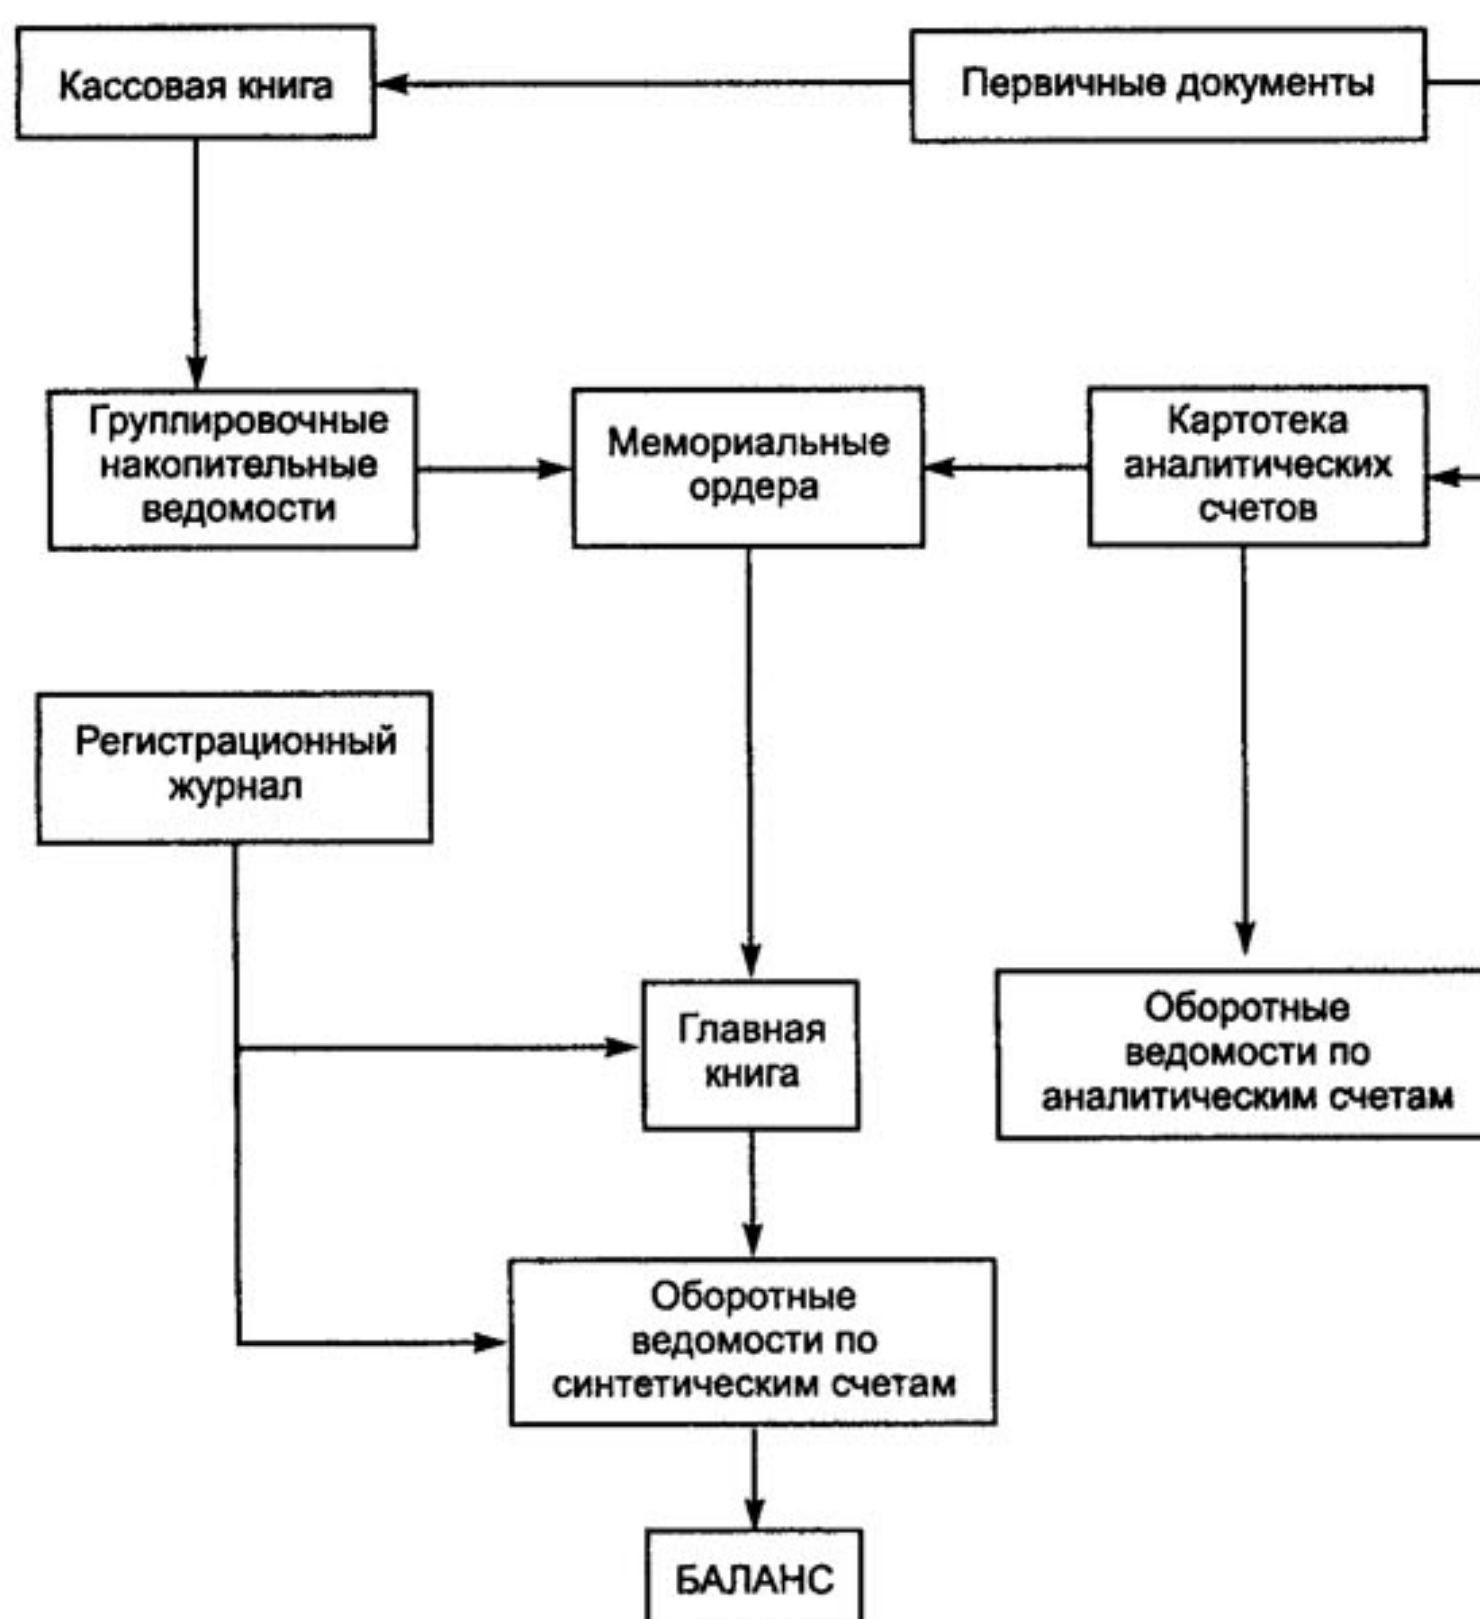 Кассовая книга
Первичные документы
Группировочные
накопительные
ведомости
Мемориальные
ордера
Картотека
аналитических
счетов
Регистрационный
журнал
Главная
книга
Оборотные
ведомости по
аналитическим счетам
Оборотные
ведомости по
синтетическим счетам
БАЛАНС